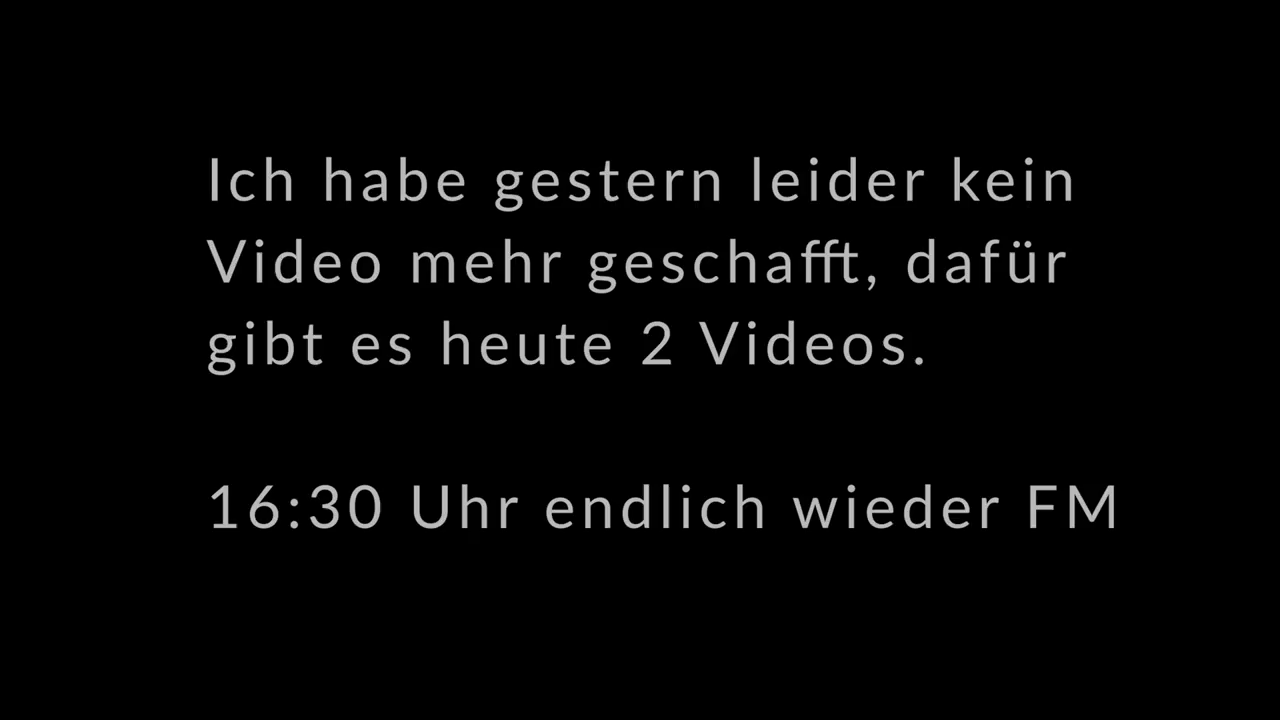 Ich habe gestern leider kein
Video mehr geschafft, dafür
gibt es heute 2 Videos.
16:30 Uhr endlich wieder FM